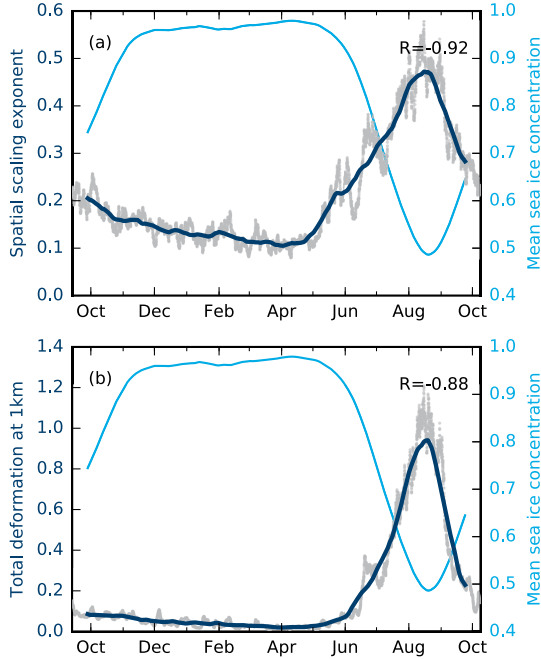 (a)
R=-0.92
Spatial scaling exponent
0.6
0.5
0.4
0.3
0.2
0.1
0.0
Oct Dec Feb Apr Jun Aug Oct
1.0
0.9
0.8
0.7
0.6
0.5
0.4
Mean sea ice concentration
(b)
R=-0.88
Total deformation at 1km
1.4
1.2
1.0
0.8
0.6
0.4
0.2
0.0
Oct Dec Feb Apr Jun Aug Oct
1.0
0.9
0.8
0.7
0.6
0.5
0.4
Mean sea ice concentration